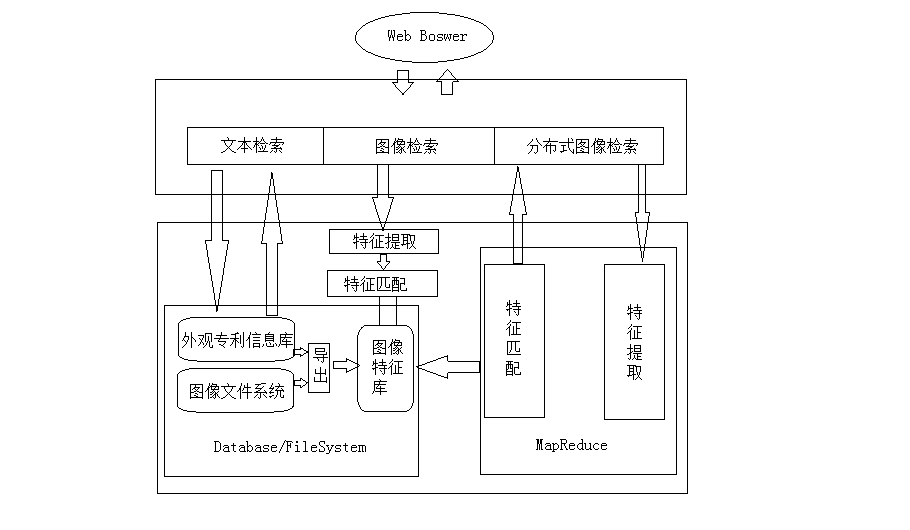 Web Boswer
文本检索
图像检索
分布式图像检索
特征提取
特征匹配
外观专利信息库
图像文件系统
导出
图像
特征
库
Database/FileSystem
特征匹配
特征提取
MapReduce